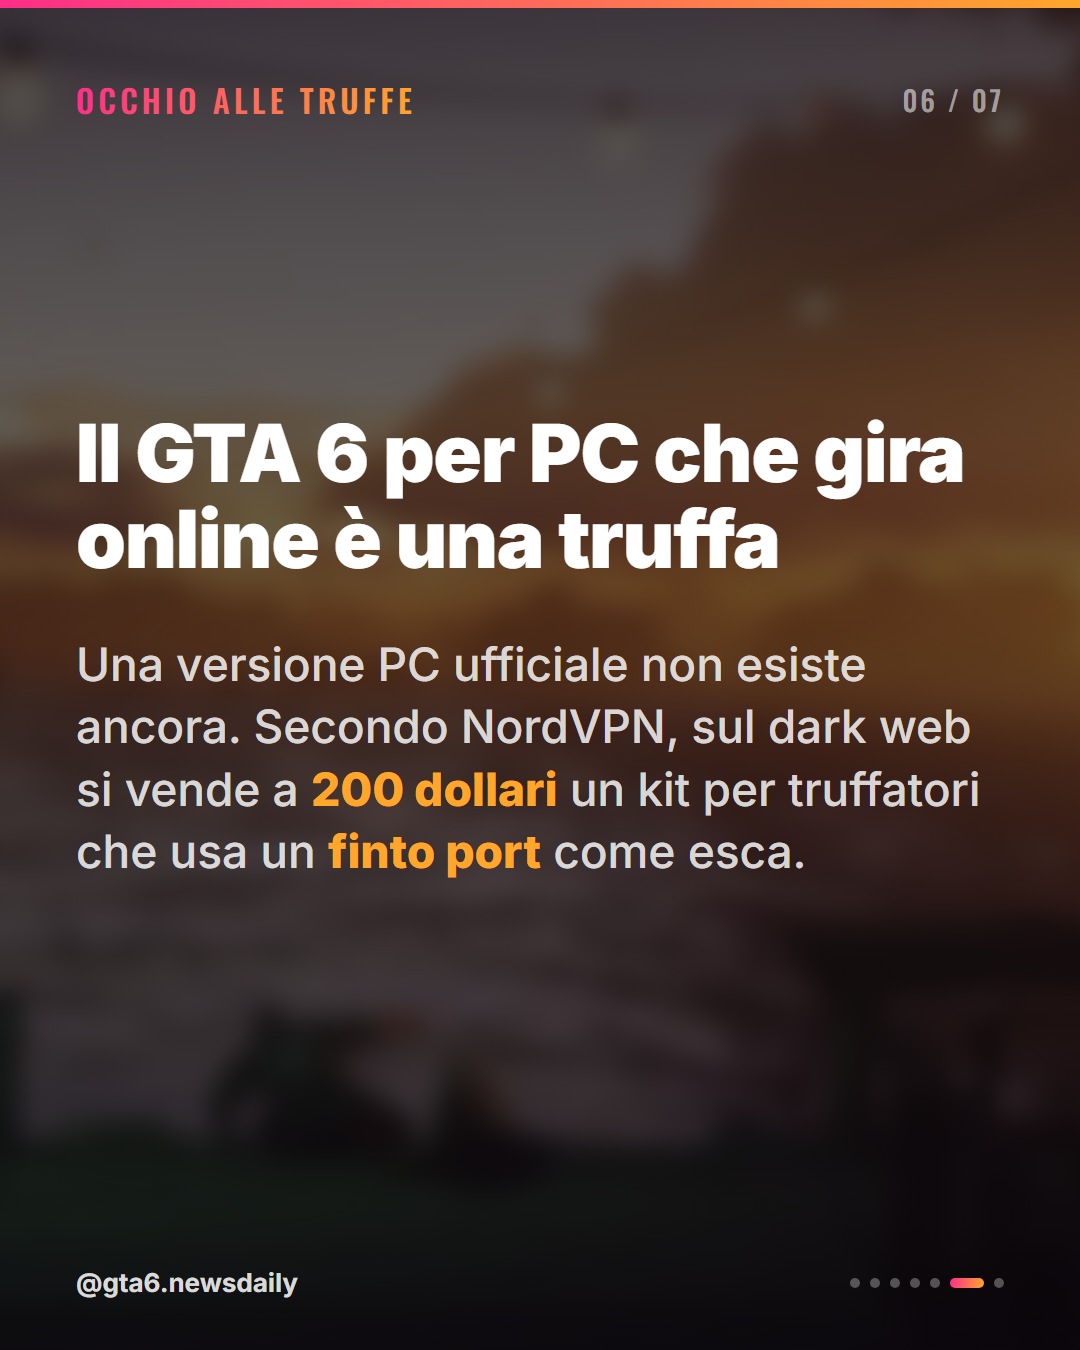 OCCHIO ALLE TRUFFE
06 / 07
Il GTA 6 per PC che gira
online è una truffa
Una versione PC ufficiale non esiste
ancora. Secondo NordVPN, sul dark web
si vende a 200 dollari un kit per truffatori
che usa un finto port come esca.
@gta6.newsdaily